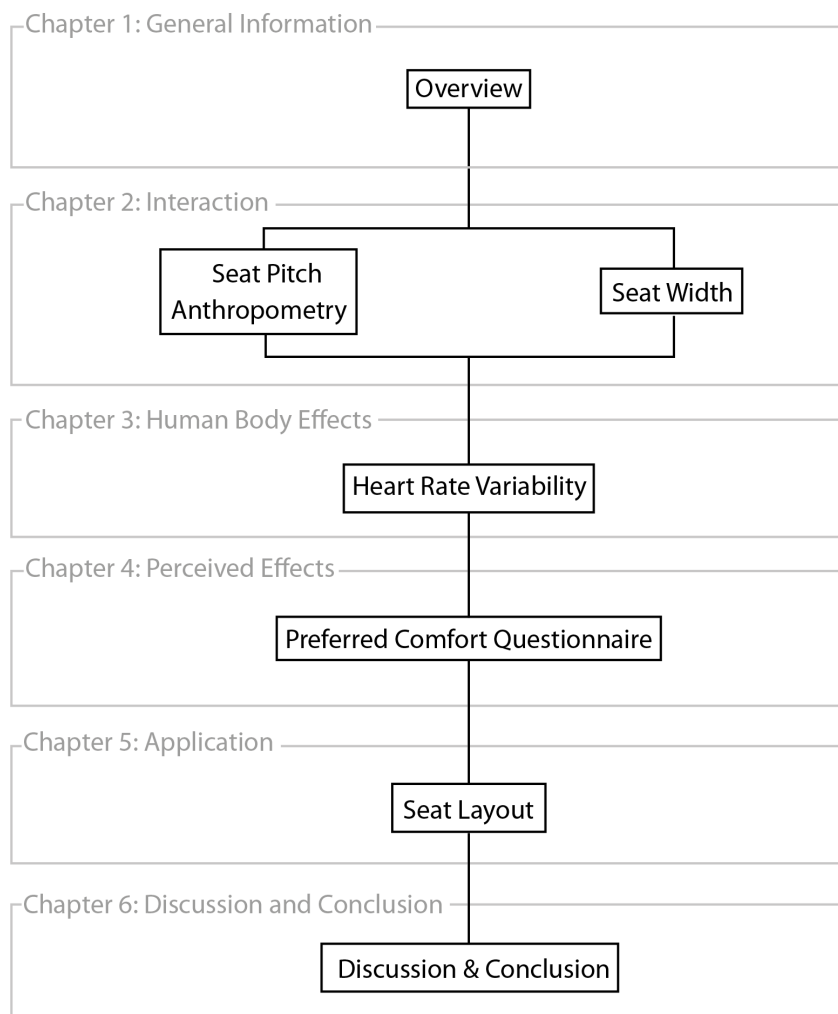 Chapter 1: General Information
Overview
Chapter 2: Interaction
Seat Pitch
Anthropometry
Seat Width
Chapter 3: Human Body Effects
Heart Rate Variability
Chapter 4: Perceived Effects
Preferred Comfort Questionnaire
Chapter 5: Application
Seat Layout
Chapter 6: Discussion and Conclusion
Discussion & Conclusion